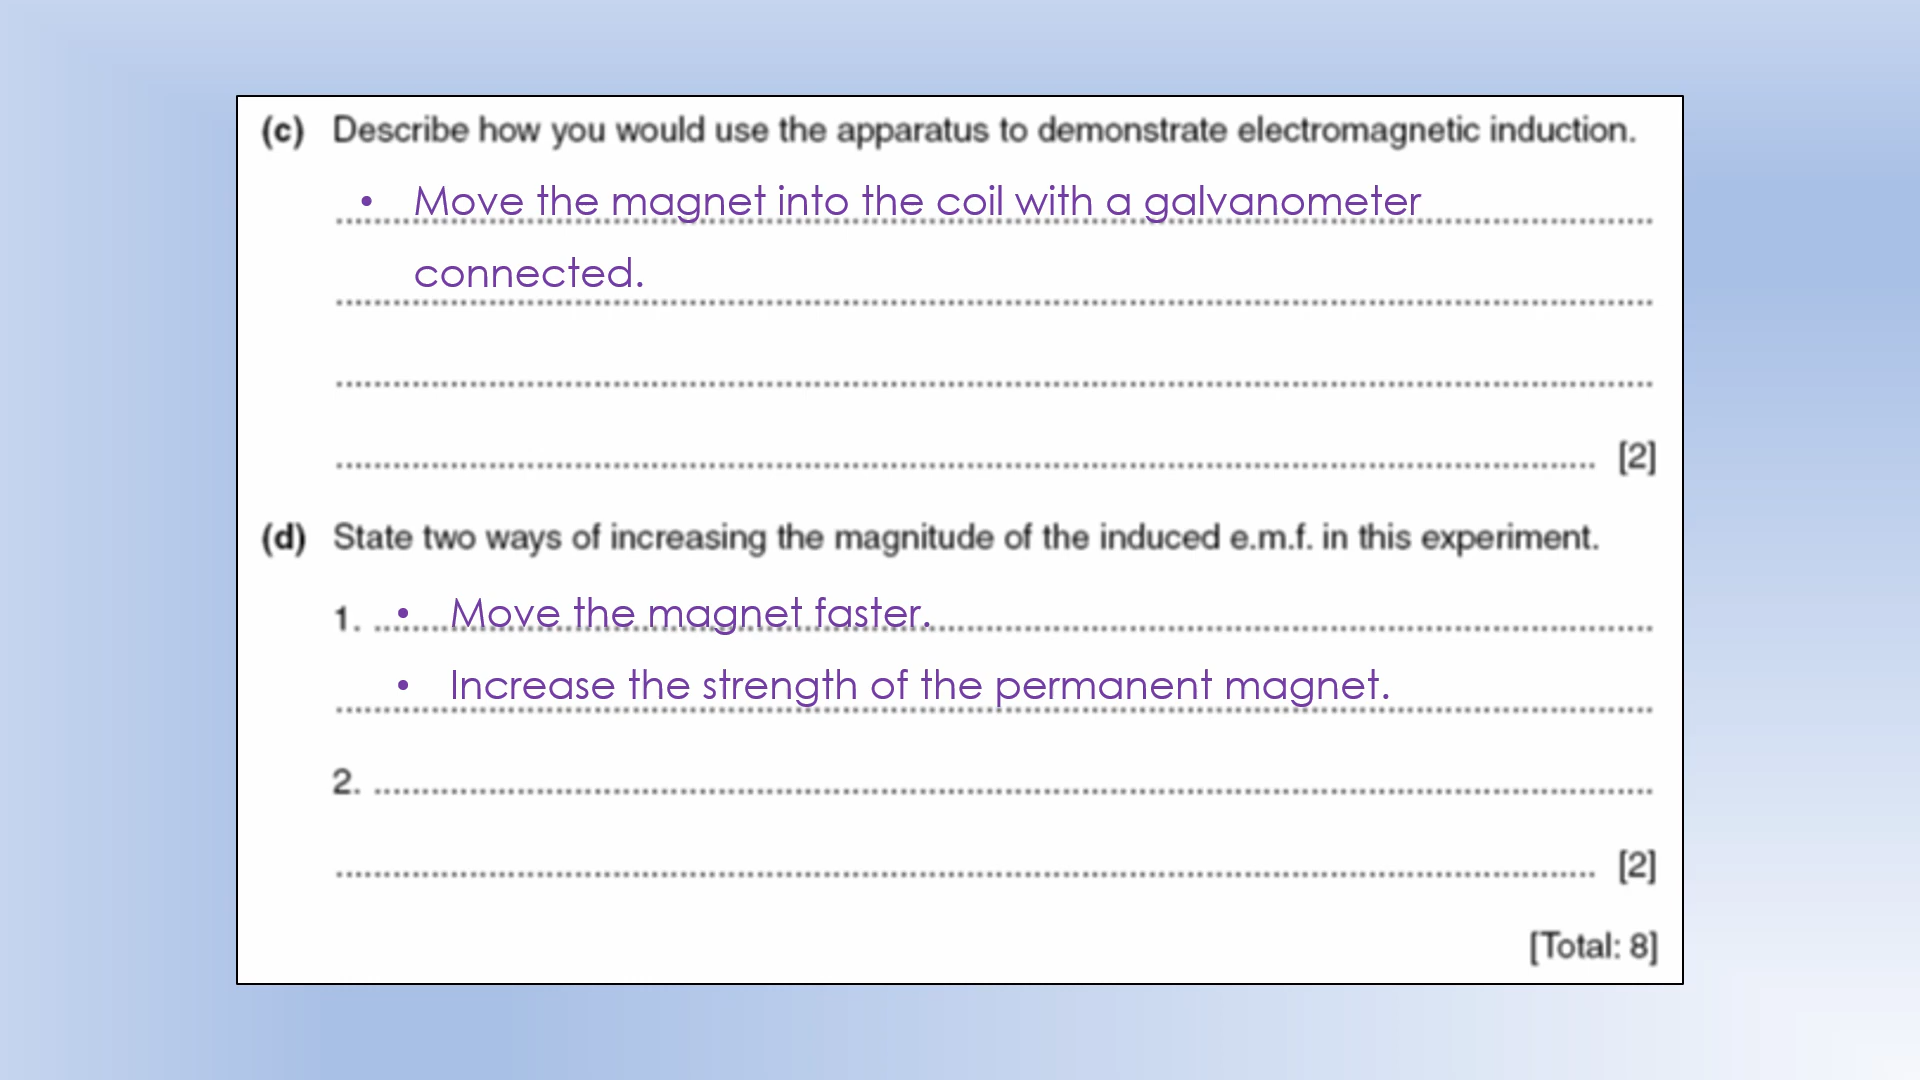 (c) Describe how you would use the apparatus to demonstrate electromagnetic induction.
• Move the magnet into the coil with a galvanometer
connected.
[2]
(d) State two ways of increasing the magnitude of the induced e.m.f. in this experiment.
1. • Move the magnet faster.
• Increase the strength of the permanent magnet.
2.
[2]
[Total: 8]